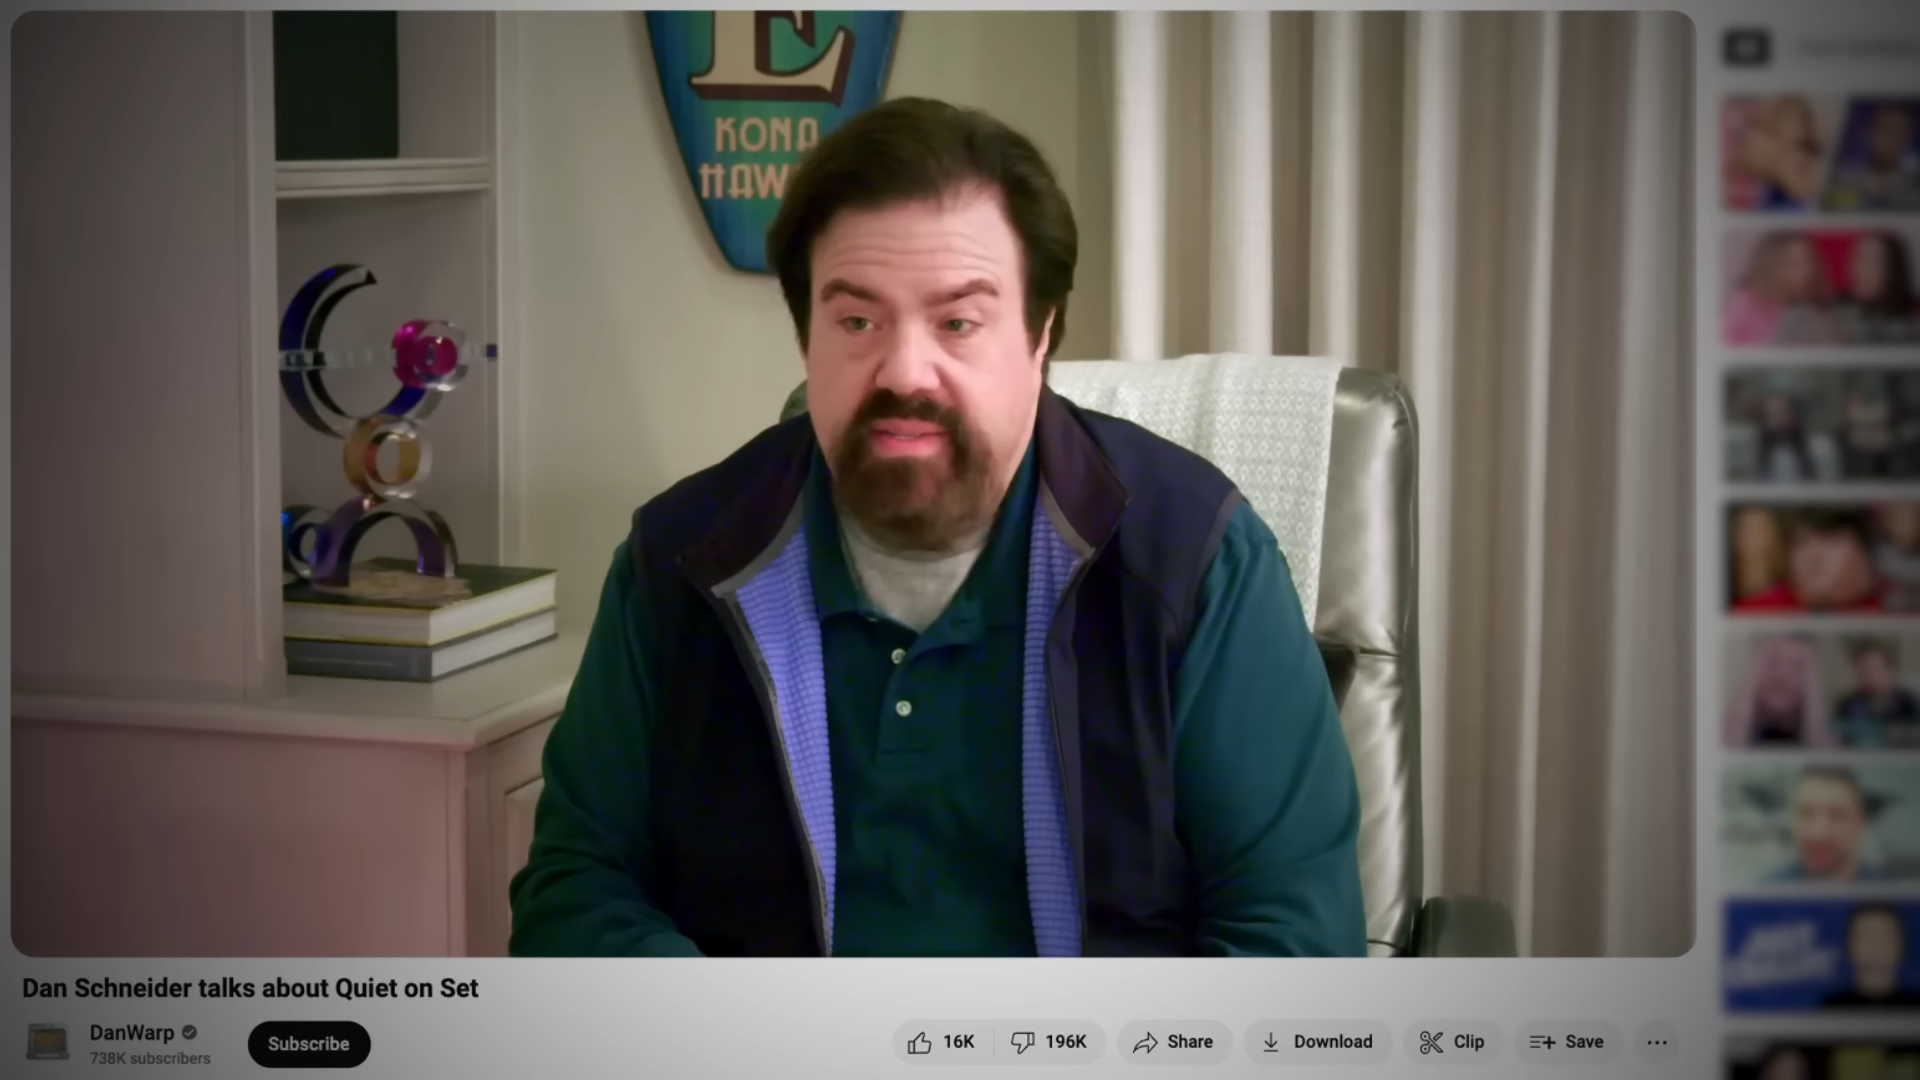 E
KONA
HAW
Dan Schneider talks about Quiet on Set
DanWarp
738K subscribers
Subscribe
16K
196K
Share
Download
Clip
Save